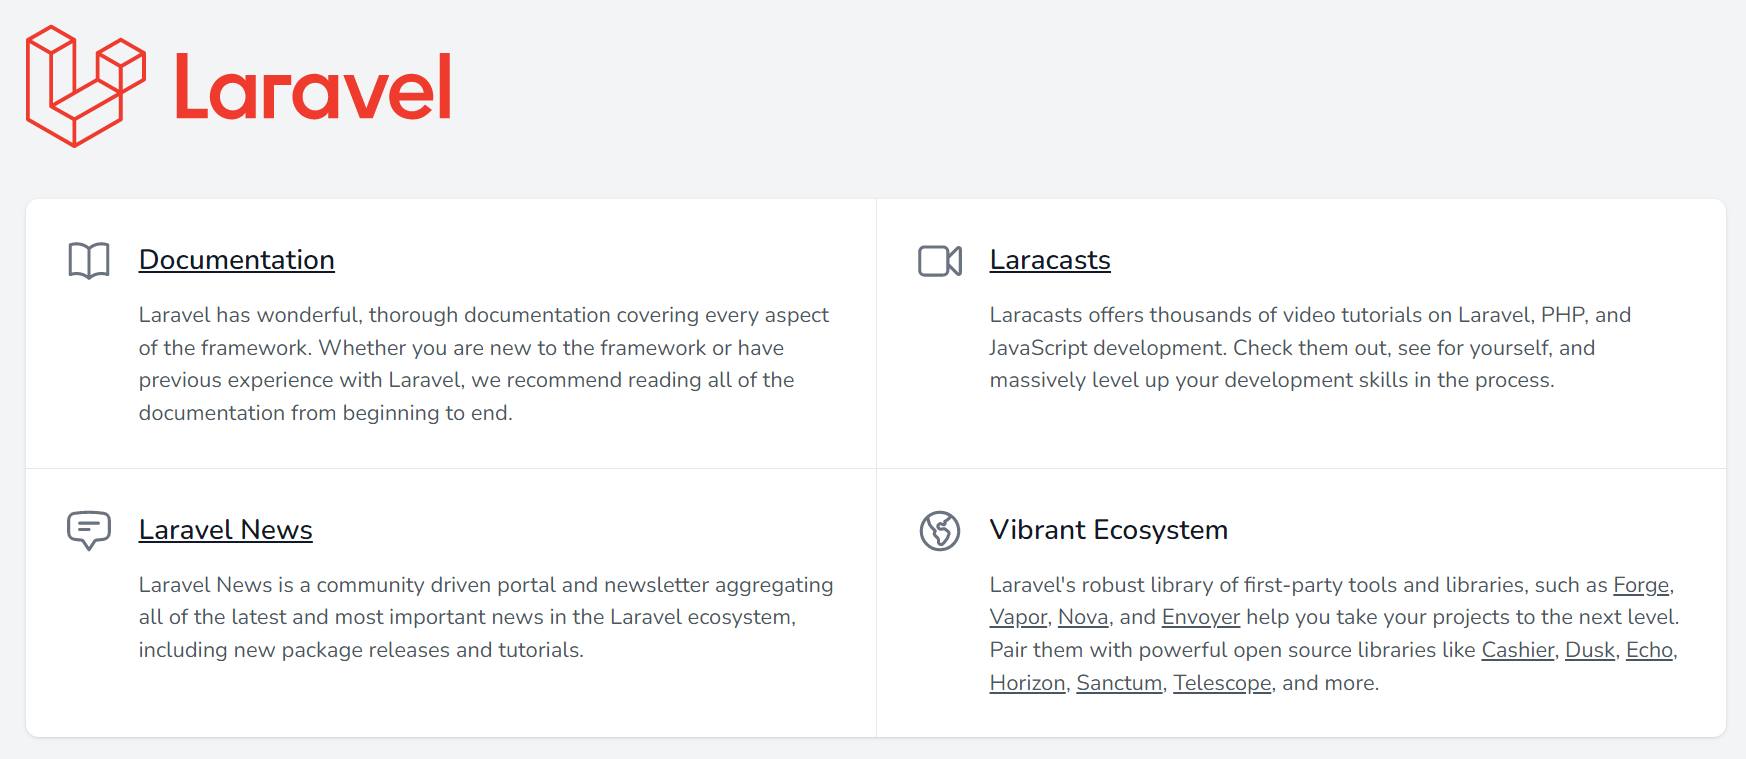 Laravel
Documentation
Laravel has wonderful, thorough documentation covering every aspect
of the framework. Whether you are new to the framework or have
previous experience with Laravel, we recommend reading all of the
documentation from beginning to end.
Laracasts
Laracasts offers thousands of video tutorials on Laravel, PHP, and
JavaScript development. Check them out, see for yourself, and
massively level up your development skills in the process.
Laravel News
Laravel News is a community driven portal and newsletter aggregating
all of the latest and most important news in the Laravel ecosystem,
including new package releases and tutorials.
Vibrant Ecosystem
Laravel's robust library of first-party tools and libraries, such as Forge,
Vapor, Nova, and Envoyer help you take your projects to the next level.
Pair them with powerful open source libraries like Cashier, Dusk, Echo,
Horizon, Sanctum, Telescope, and more.